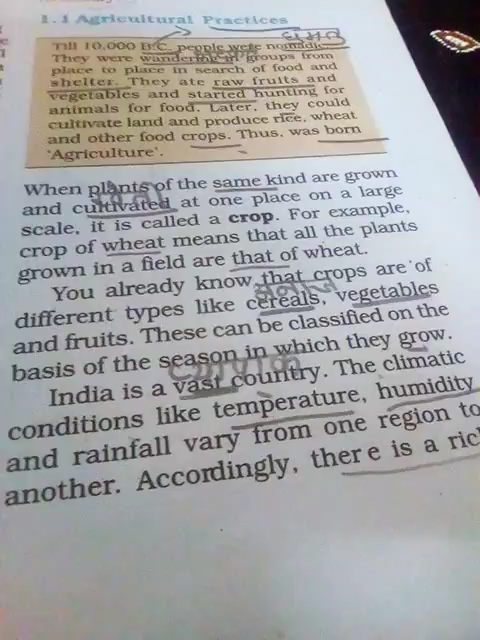 1.1 Agricultural Practices
Till 10,000 B.C. people were nomadic.
They were wandering in groups from
place to place in search of food and
shelter. They ate raw fruits and
vegetables and started hunting for
animals for food. Later, they could
cultivate land and produce rice, wheat
and other food crops. Thus, was born
'Agriculture'.
When plants of the same kind are grown
and cultivated at one place on a large
scale, it is called a crop. For example,
crop of wheat means that all the plants
grown in a field are that of wheat.
You already know that crops are of
अनाज
different types like cereals, vegetables
and fruits. These can be classified on the
basis of the season in which they grow.
व्यापक
India is a vast country. The climatic
conditions like temperature, humidity
and rainfall vary from one region to
another. Accordingly, there is a ric